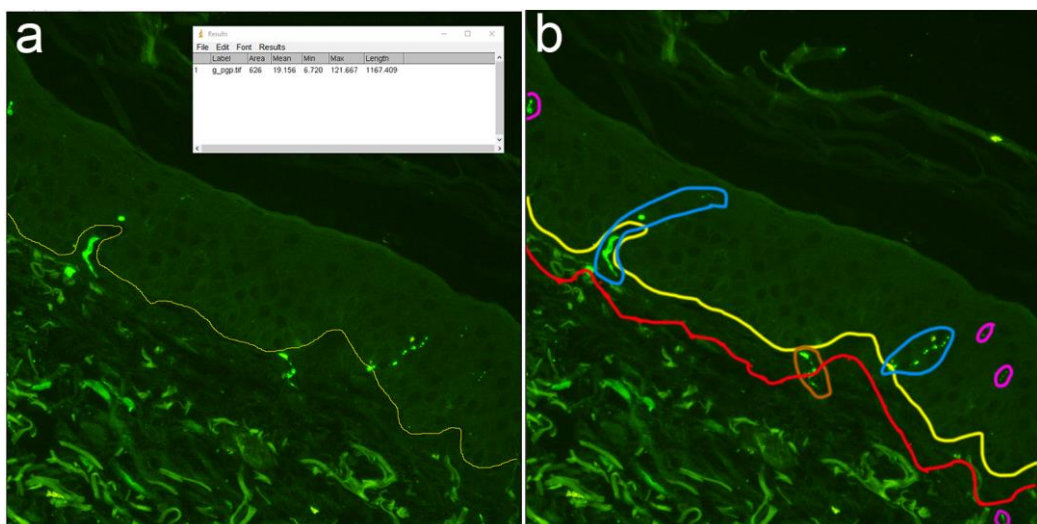 a
Results
File Edit Font Results
Label Area Mean Min Max Length
1 g_pgp.tif 626 19.156 6.720 121.667 1167.409
b